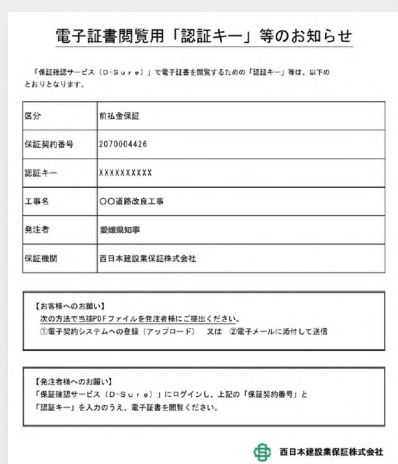 電子証書閲覧用「認証キー」等のお知らせ
「保証確認サービス（D-Sure）」で電子証書を閲覧するための「認証キー」等は、以下の
とおりとなります。
区分 前払金保証
保証契約番号 2070004426
認証キー XXXXXXXXXX
工事名 〇〇道路改良工事
発注者 愛媛県知事
保証機関 西日本建設業保証株式会社
【お客様へのお願い】
次の方法で当該PDFファイルを発注者様にご提出ください。
①電子契約システムへの登録（アップロード） 又は ②電子メールに添付して送信
【発注者様へのお願い】
「保証確認サービス（D-Sure）」にログインし、上記の「保証契約番号」と
「認証キー」を入力のうえ、電子証書を閲覧ください。
西日本建設業保証株式会社